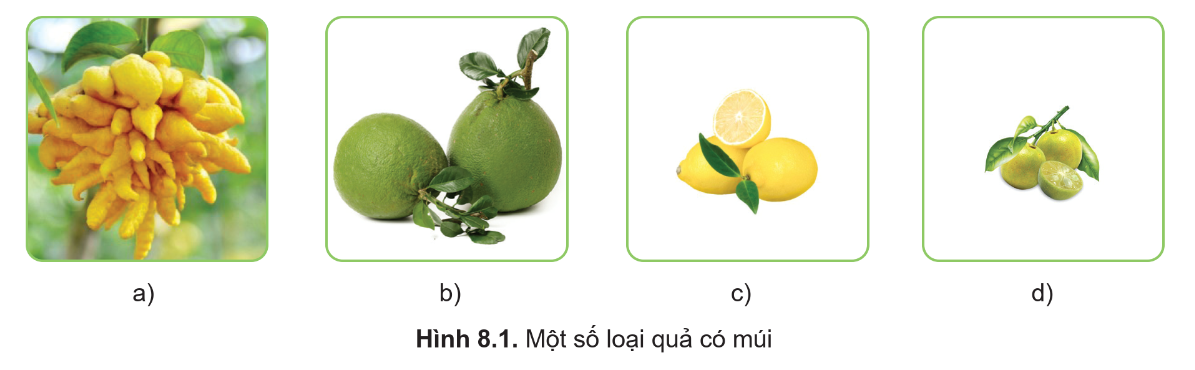 a)
b)
c)
d)
Hình 8.1. Một số loại quả có múi